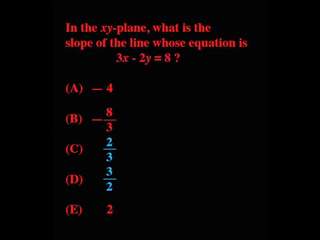 In the xy-plane, what is the
slope of the line whose equation is
3x - 2y = 8 ?
(A) — 4
(B) — 8/3
(C) 2/3
(D) 3/2
(E) 2